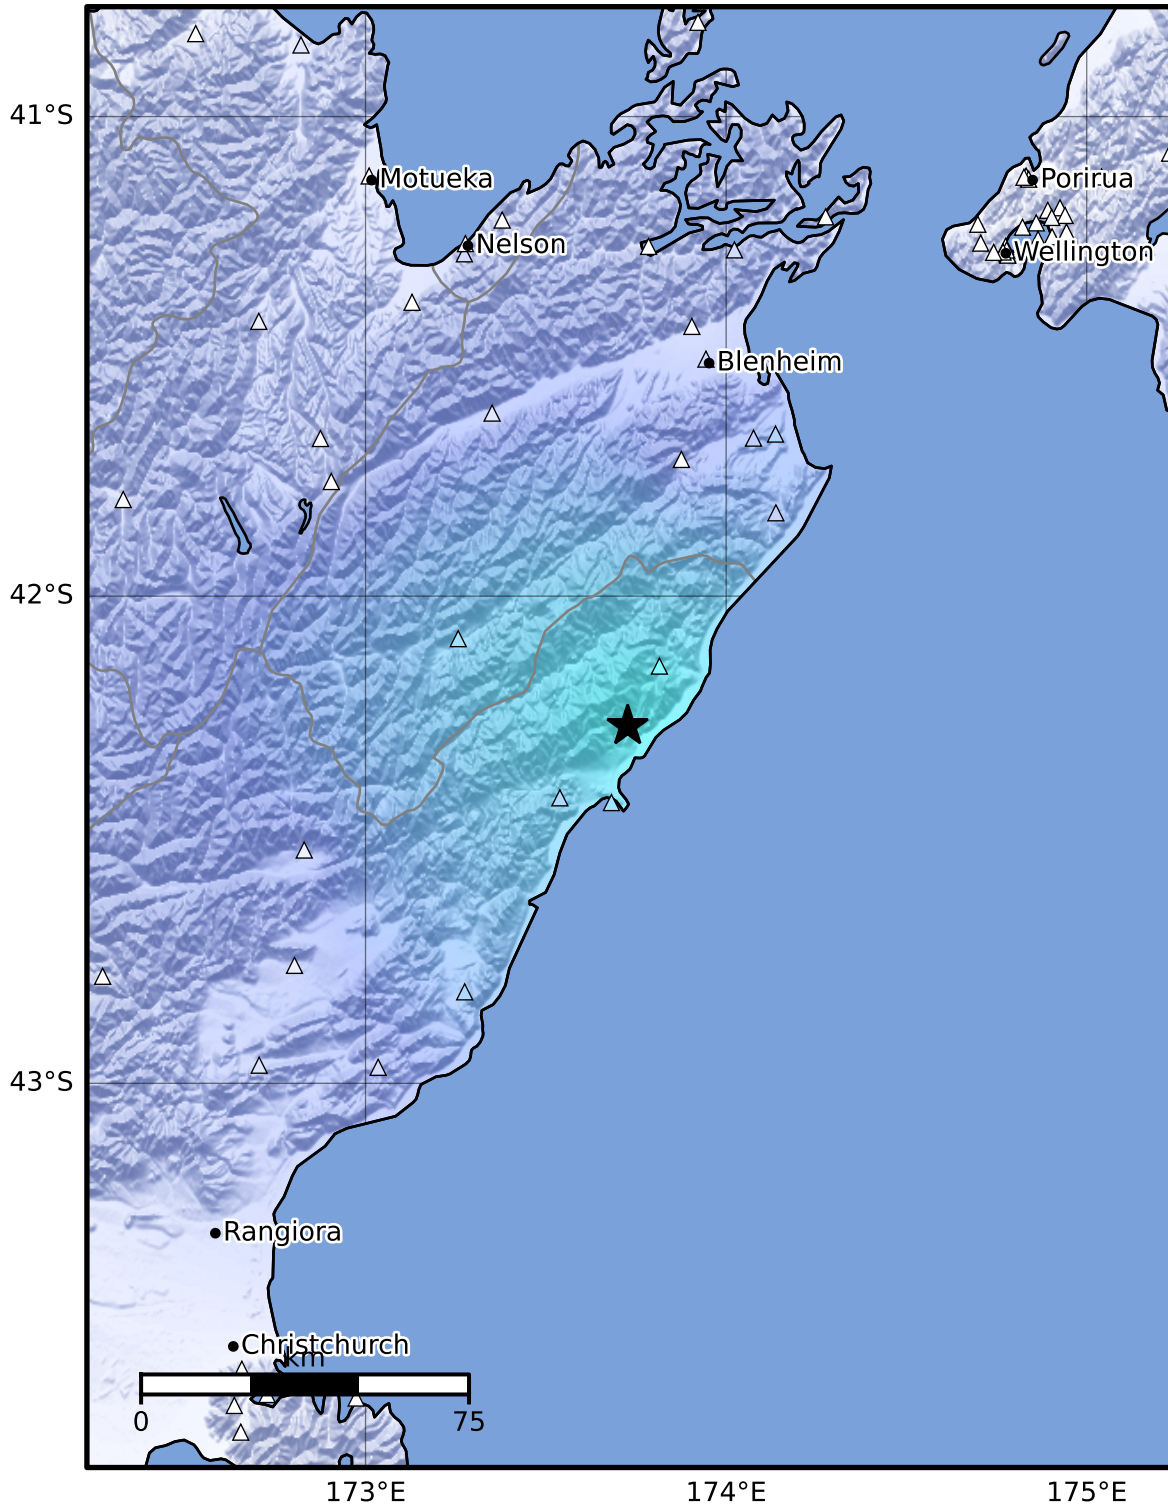 41°S
Motueka
Porirua
Nelson
Wellington
Blenheim
42°S
43°S
Rangiora
Christchurch
km
0 75
173°E 174°E 175°E